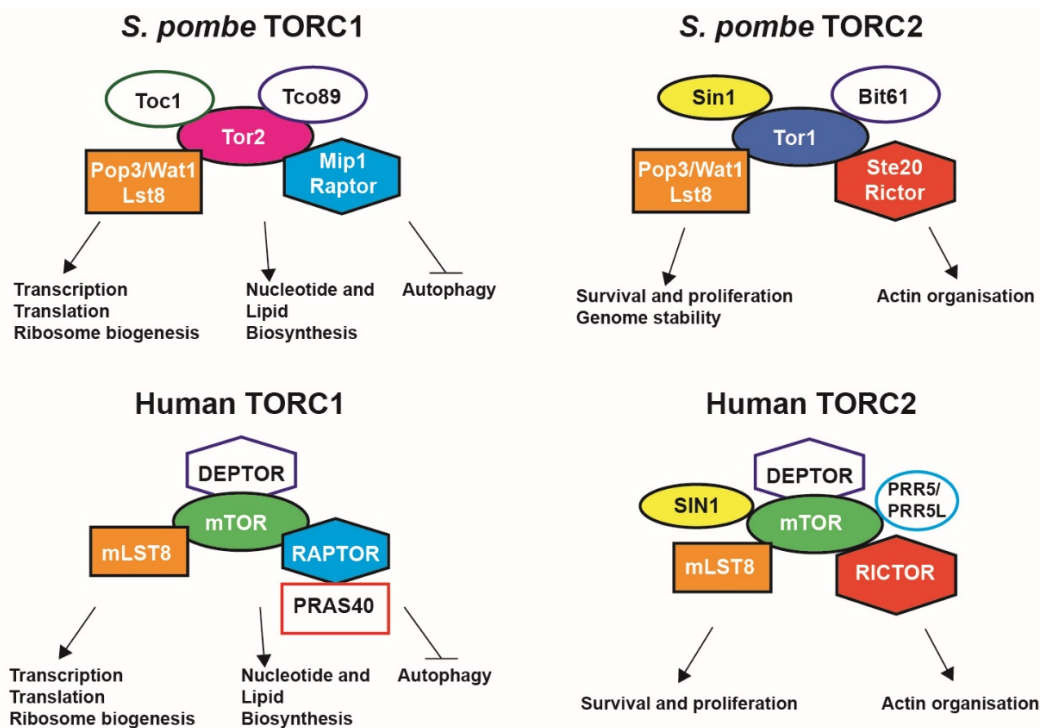 S. pombe TORC1
Toc1
Tco89
Tor2
Pop3/Wat1
Lst8
Mip1
Raptor
Transcription
Translation
Ribosome biogenesis
Nucleotide and
Lipid
Biosynthesis
Autophagy
S. pombe TORC2
Sin1
Bit61
Tor1
Pop3/Wat1
Lst8
Ste20
Rictor
Survival and proliferation
Genome stability
Actin organisation
Human TORC1
DEPTOR
mTOR
mLST8
RAPTOR
PRAS40
Transcription
Translation
Ribosome biogenesis
Nucleotide and
Lipid
Biosynthesis
Autophagy
Human TORC2
DEPTOR
SIN1
mTOR
PRR5/
PRR5L
mLST8
RICTOR
Survival and proliferation
Actin organisation